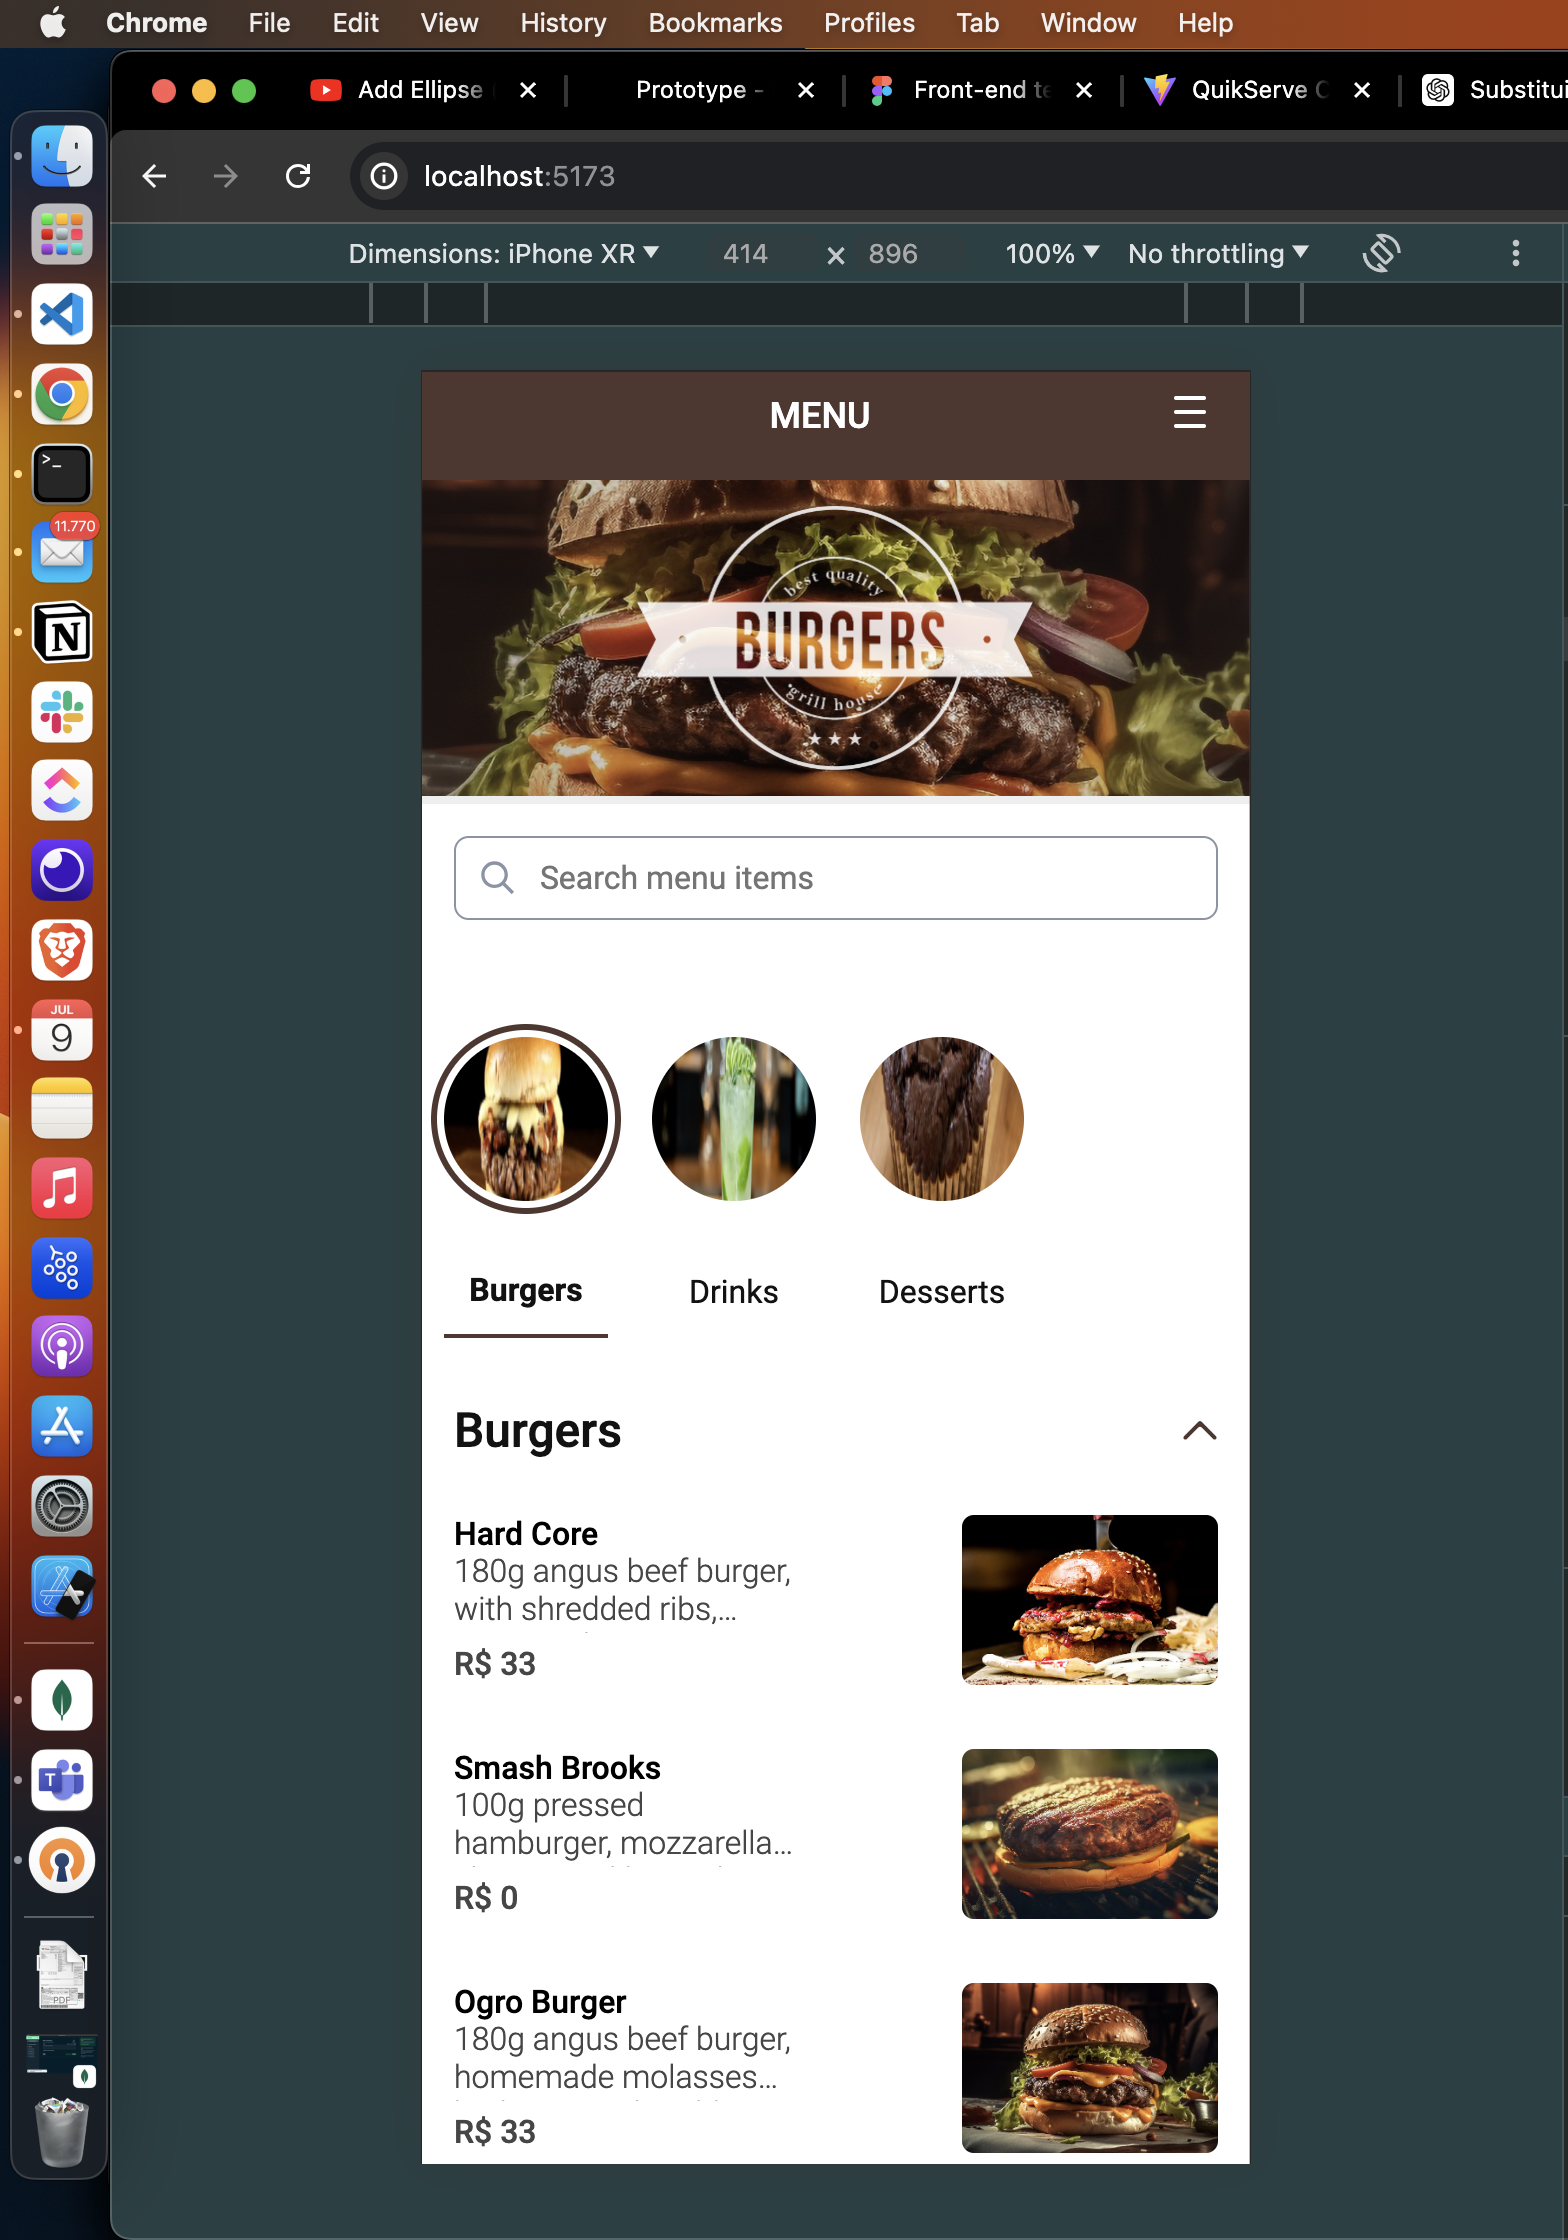 Chrome File Edit View History Bookmarks Profiles Tab Window Help
Add Ellipse
Prototype -
Front-end te
QuikServe
Substitui
localhost:5173
Dimensions: iPhone XR 414 × 896 100% No throttling
11.770
JUL
9
PDF
MENU
best quality
BURGERS
grill house
Search menu items
Burgers Drinks Desserts
Burgers
Hard Core
180g angus beef burger,
with shredded ribs,...
R$ 33
Smash Brooks
100g pressed
hamburger, mozzarella...
R$ 0
Ogro Burger
180g angus beef burger,
homemade molasses...
R$ 33